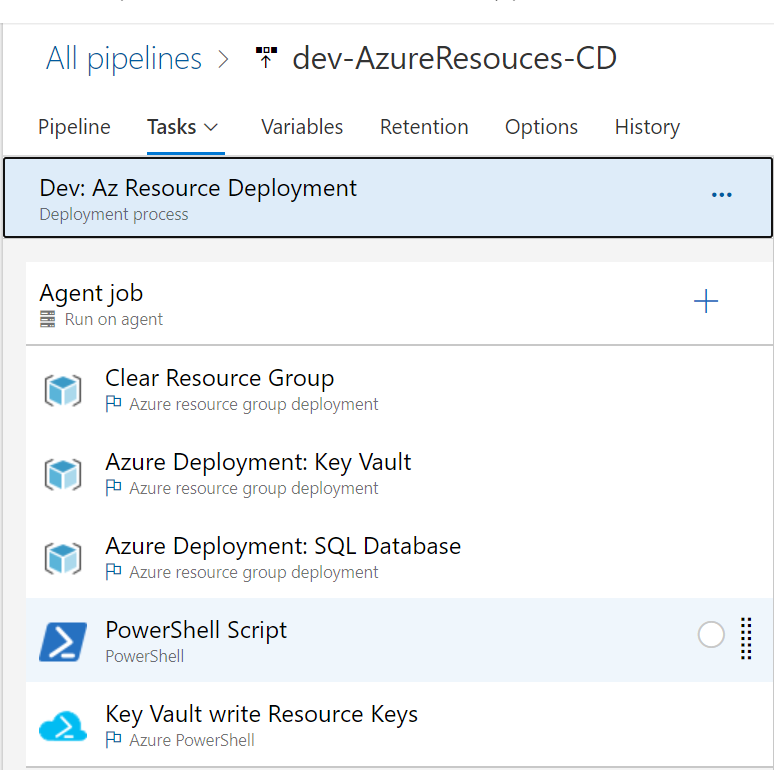 All pipelines > dev-AzureResouces-CD
Pipeline Tasks Variables Retention Options History
Dev: Az Resource Deployment
Deployment process
Agent job
Run on agent
Clear Resource Group
Azure resource group deployment
Azure Deployment: Key Vault
Azure resource group deployment
Azure Deployment: SQL Database
Azure resource group deployment
PowerShell Script
PowerShell
Key Vault write Resource Keys
Azure PowerShell